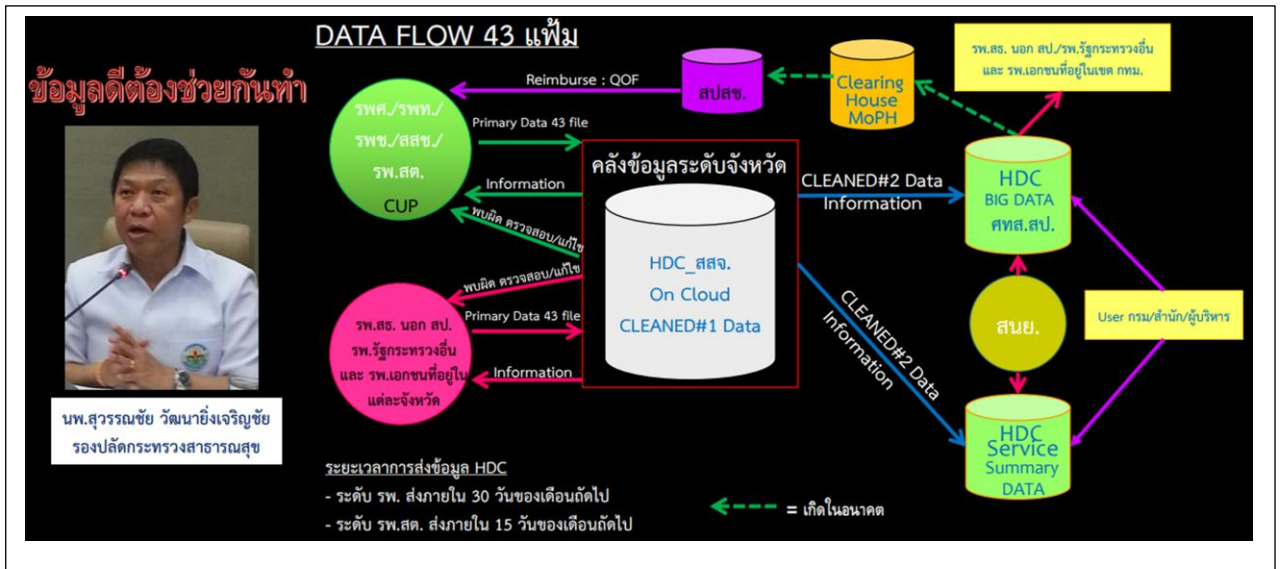 DATA FLOW 43 แฟ้ม
ข้อมูลดีต้องช่วยกันทำ
นพ.สุวรรณชัย วัฒนายิ่งเจริญชัย
รองปลัดกระทรวงสาธารณสุข
รพศ./รพท./
รพช./สสช./
รพ.สต.
CUP
Reimburse : QOF
สปสช.
Clearing
House
MoPH
รพ.สธ. นอก สป./รพ.รัฐกระทรวงอื่น
และ รพ.เอกชนที่อยู่ในเขต กทม.
Primary Data 43 file
Information
พบผิด ตรวจสอบ/แก้ไข
พบผิด ตรวจสอบ/แก้ไข
Primary Data 43 file
Information
รพ.สธ. นอก สป.
รพ.รัฐกระทรวงอื่น
และ รพ.เอกชนที่อยู่ใน
แต่ละจังหวัด
คลังข้อมูลระดับจังหวัด
HDC_สสจ.
On Cloud
CLEANED#1 Data
CLEANED#2 Data
Information
CLEANED#2 Data
Information
HDC
BIG DATA
ศทส.สป.
สนย.
User กรม/สำนัก/ผู้บริหาร
HDC
Service
Summary
DATA
ระยะเวลาการส่งข้อมูล HDC
- ระดับ รพ. ส่งภายใน 30 วันของเดือนถัดไป
- ระดับ รพ.สต. ส่งภายใน 15 วันของเดือนถัดไป
= เกิดในอนาคต